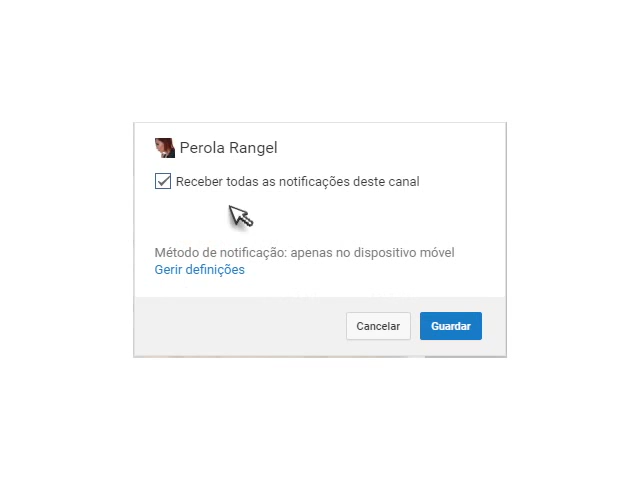 Perola Rangel
Receber todas as notificações deste canal
Método de notificação: apenas no dispositivo móvel
Gerir definições
Cancelar
Guardar